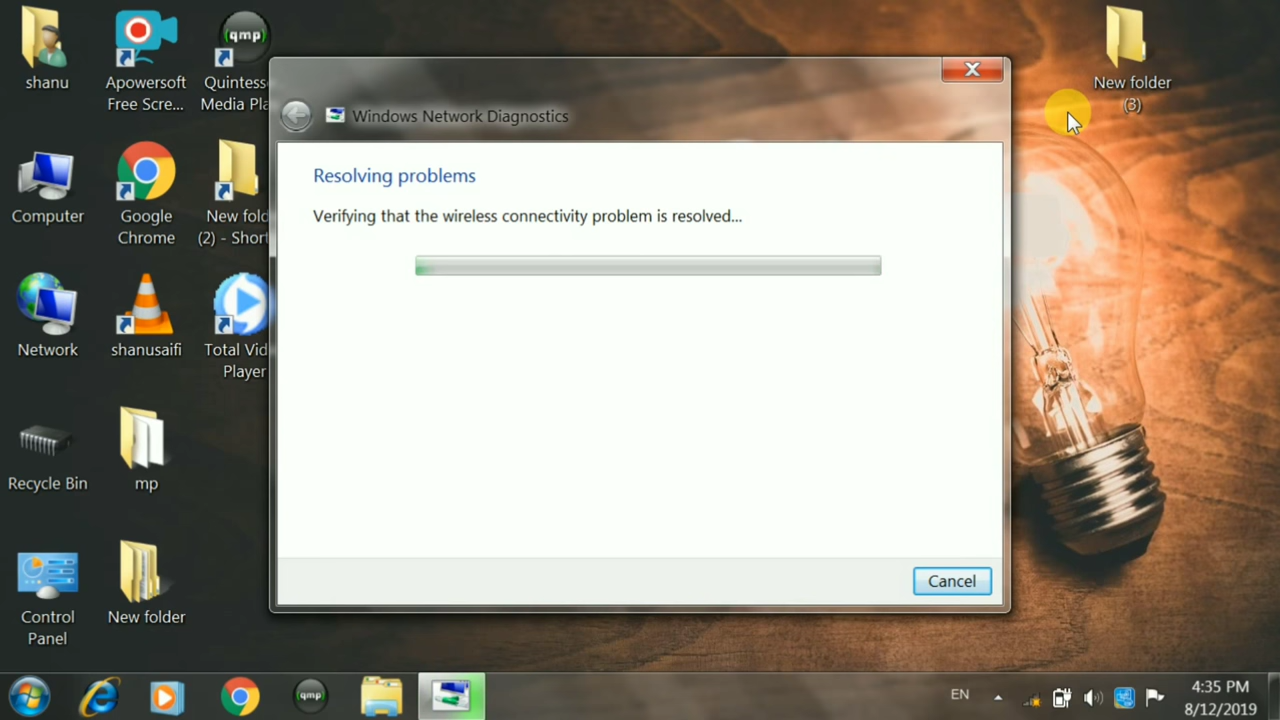 shanu
Apowersoft
Free Scre...
qmp
Quintess
Media Pla
New folder
(3)
Windows Network Diagnostics
Resolving problems
Verifying that the wireless connectivity problem is resolved...
Computer
Google
Chrome
New fold
(2) - Short
Network
shanusaifi
Total Vid
Player
Recycle Bin
mp
Control
Panel
New folder
Cancel
qmp
EN
4:35 PM
8/12/2019